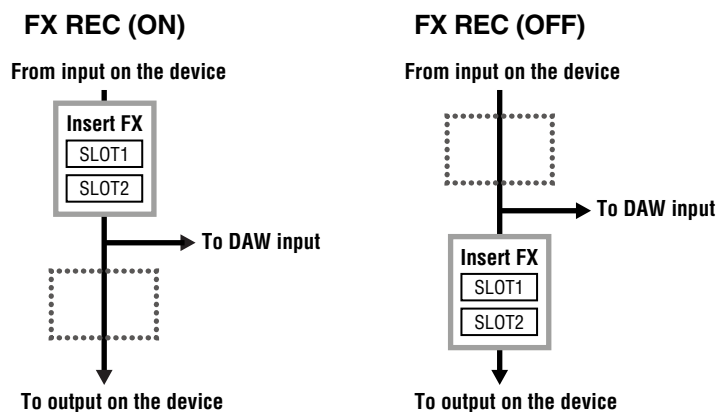 FX REC (ON)
From input on the device
Insert FX
SLOT1
SLOT2
To DAW input
To output on the device
FX REC (OFF)
From input on the device
To DAW input
Insert FX
SLOT1
SLOT2
To output on the device